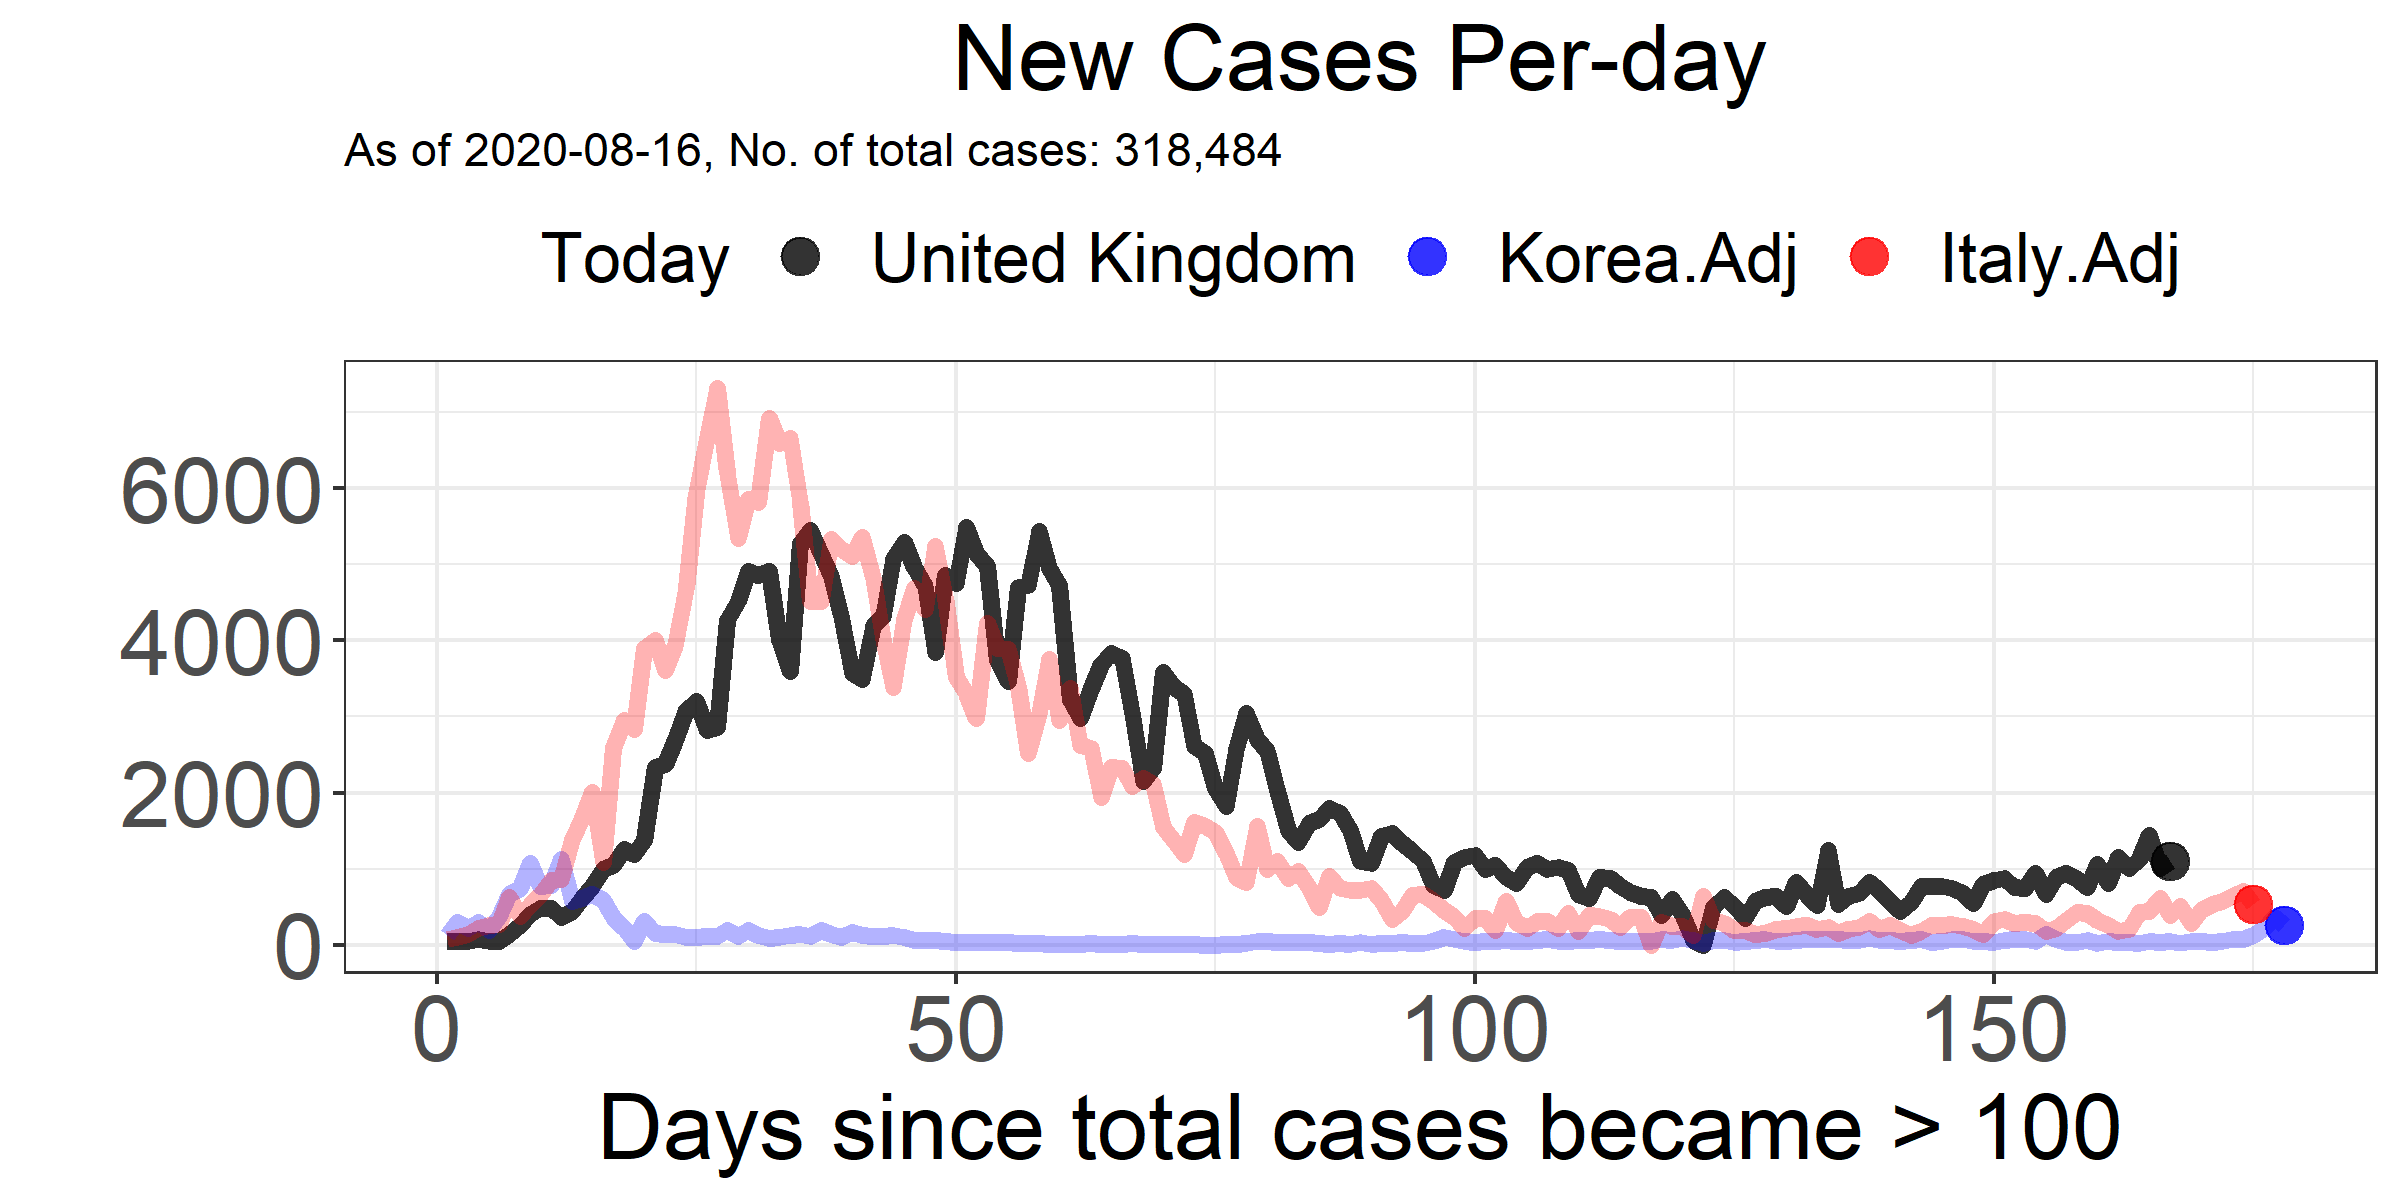 New Cases Per-day
As of 2020-08-16, No. of total cases: 318,484
Today United Kingdom Korea.Adj Italy.Adj
6000
4000
2000
0
0 50 100 150
Days since total cases became > 100